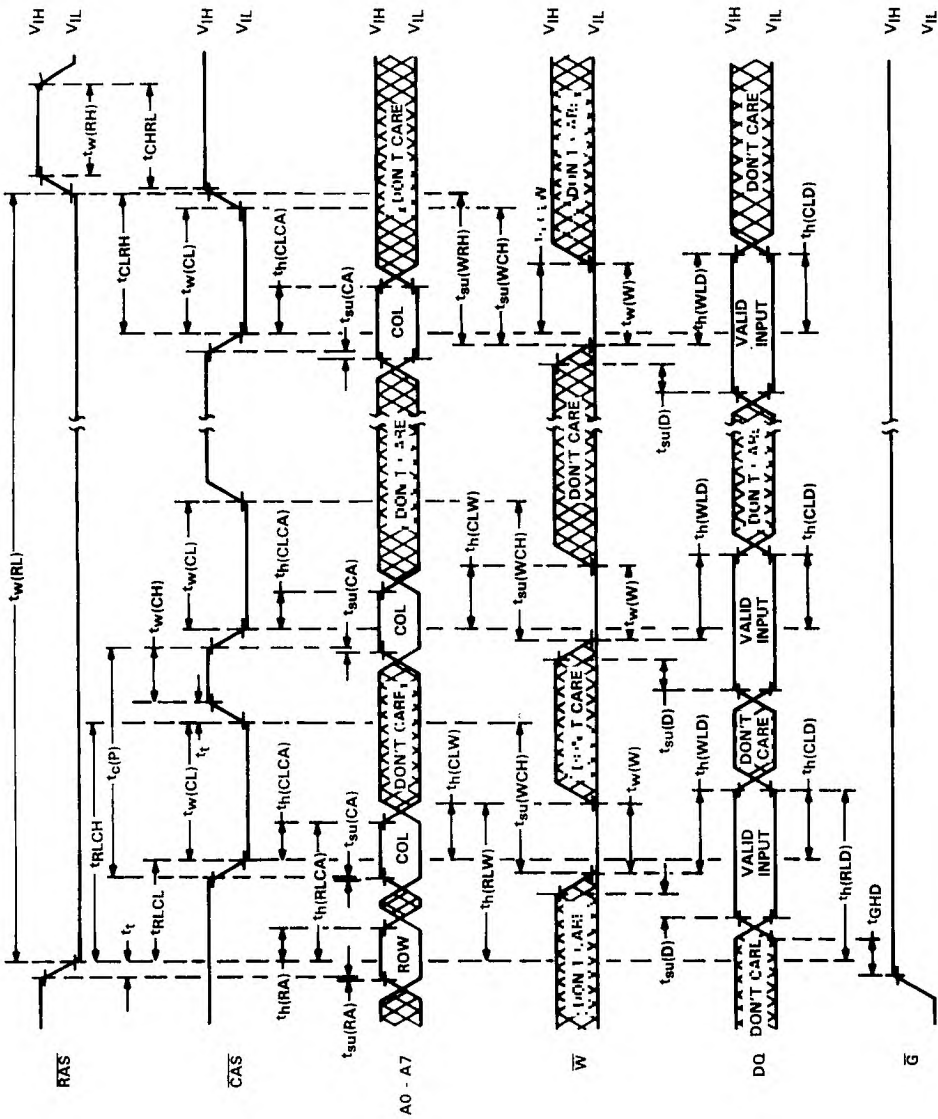 tw(RL)
VIH
VIL
tRLCH
tc(P)
tw(CH)
tCLRH
tw(RH)
tCHRL
RAS
tt
tRLCL
tw(CL)
tt
tw(CL)
tw(CL)
VIH
VIL
CAS
th(RA)
th(RLCA)
th(CLCA)
th(CLCA)
th(CLCA)
tsu(RA)
tsu(CA)
tsu(CA)
tsu(CA)
A0 - A7
ROW
COL
DON'T
COL
COL
DON'T CARE
VIH
VIL
th(CLW)
th(RLW)
tsu(WCH)
th(CLW)
tsu(WCH)
tsu(WRH)
tsu(WCH)
W
CARE
DON'T CARE
VIH
VIL
tw(W)
tw(W)
tw(W)
tsu(D)
th(WLD)
tsu(D)
th(WLD)
tsu(D)
th(WLD)
DQ
DON'T CARE
VALID INPUT
DON'T CARE
VALID INPUT
VALID INPUT
DON'T CARE
VIH
VIL
th(CLD)
th(CLD)
th(CLD)
th(RLD)
tGHD
G
VIH
VIL